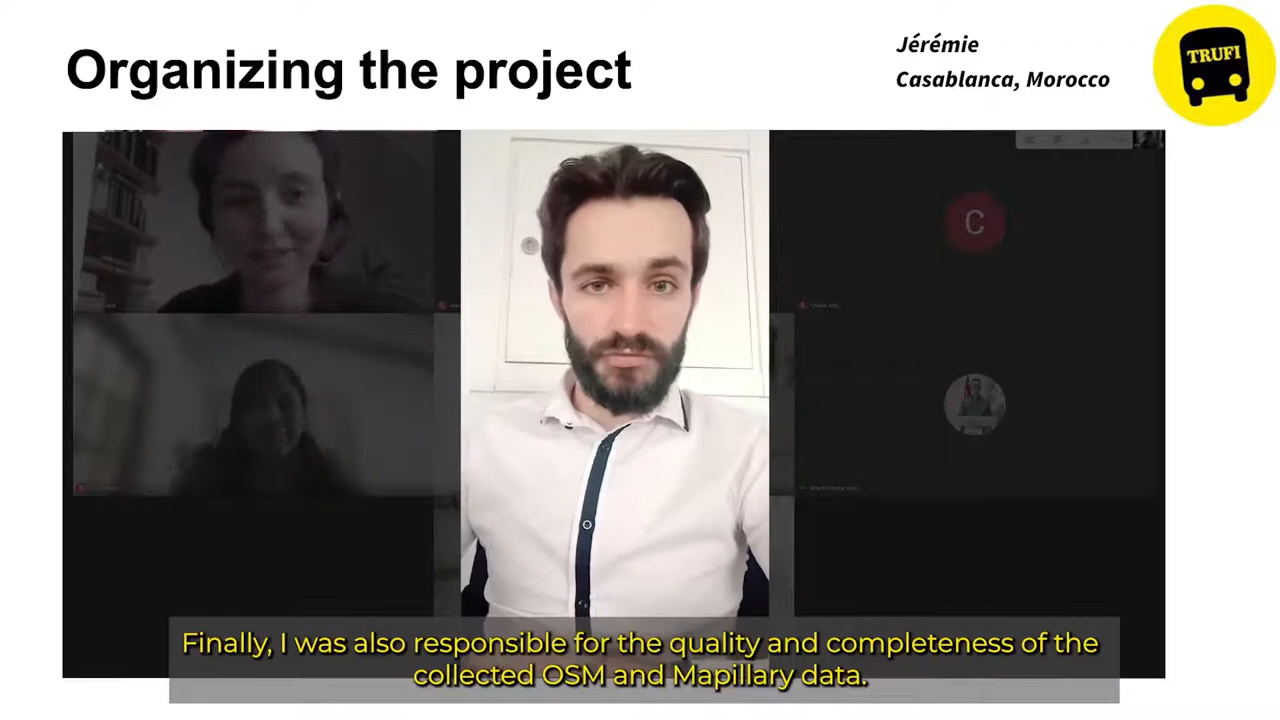 Organizing the project
Jérémie
Casablanca, Morocco
TRUFI
C
Finally, I was also responsible for the quality and completeness of the
collected OSM and Mapillary data.